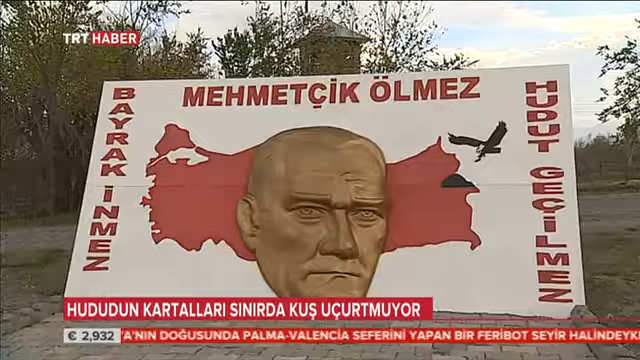 TRT HABER
MEHMETÇİK ÖLMEZ
BAYRAK İNMEZ
HUDUT GEÇİLMEZ
HUDUDUN KARTALLARI SINIRDA KUŞ UÇURTMUYOR
€ 2,932 'A'NIN DOĞUSUNDA PALMA-VALENCIA SEFERİNİ YAPAN BİR FERİBOT SEYİR HALİNDEYK